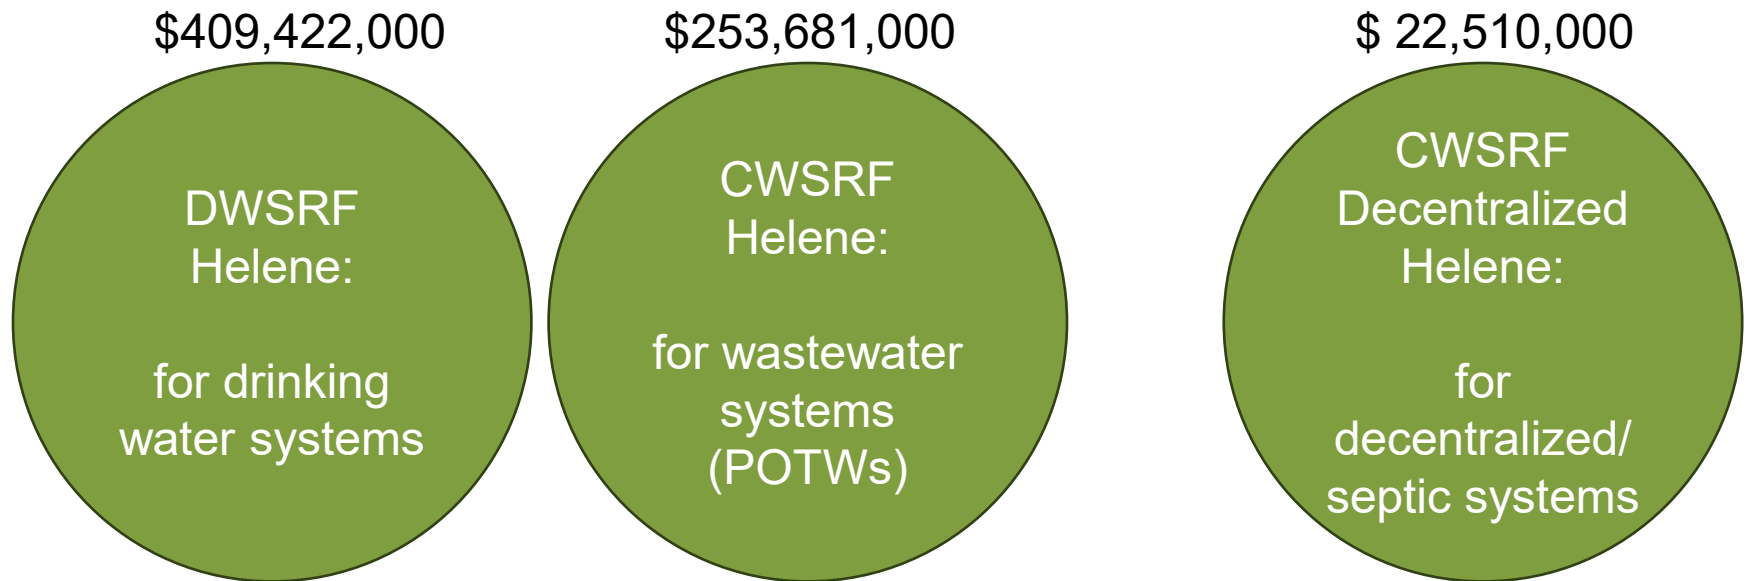 $409,422,000
DWSRF
Helene:
for drinking
water systems
$253,681,000
CWSRF
Helene:
for wastewater
systems
(POTWs)
$ 22,510,000
CWSRF
Decentralized
Helene:
for
decentralized/
septic systems